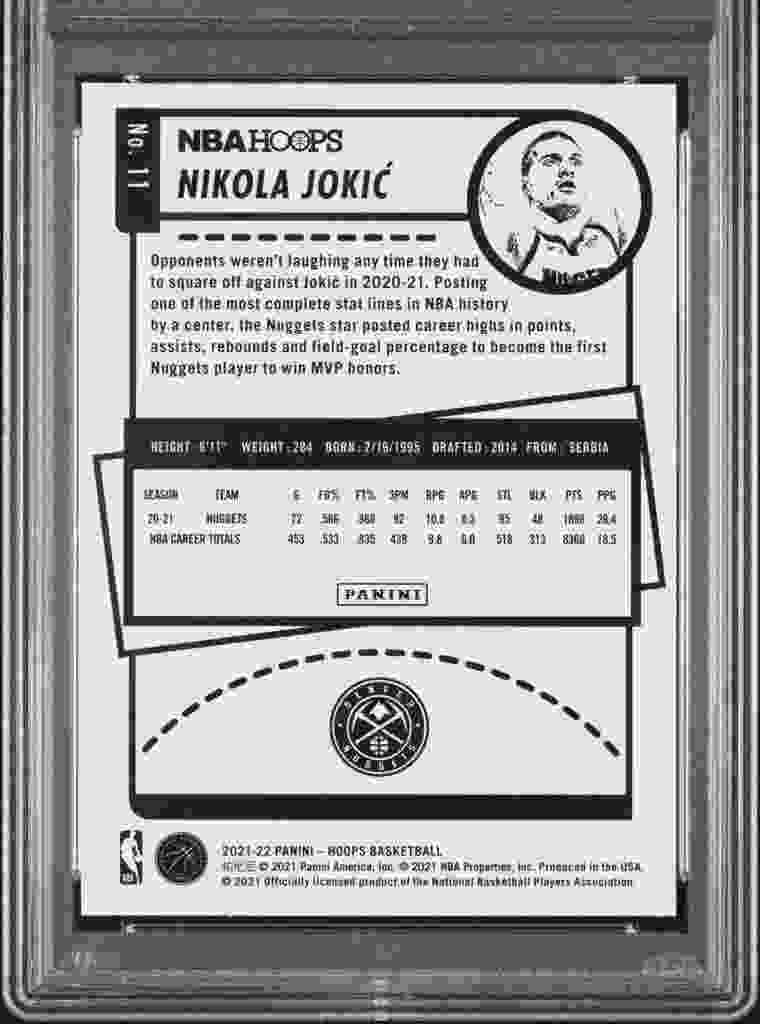 No. 11
NBA HOOPS
NIKOLA JOKIĆ
Opponents weren't laughing any time they had
to square off against Jokić in 2020-21. Posting
one of the most complete stat lines in NBA history
by a center, the Nuggets star posted career highs in points,
assists, rebounds and field-goal percentage to become the first
Nuggets player to win MVP honors.
HEIGHT: 6'11" WEIGHT: 284 BORN: 2/19/1995 DRAFTED: 2014 FROM: SERBIA
SEASON TEAM G FG% FT% 3PM RPG APG STL BLK PTS PPG
20-21 NUGGETS 72 .566 .868 92 10.8 8.3 95 48 1898 26.4
NBA CAREER TOTALS 453 .533 .835 439 9.8 518 313 8360 18.5
PANINI
DENVER
NUGGETS
2021-22 PANINI – HOOPS BASKETBALL
© 2021 Panini America, Inc. © 2021 NBA Properties, Inc. Produced in the USA.
© 2021 Officially licensed product of the National Basketball Players Association.